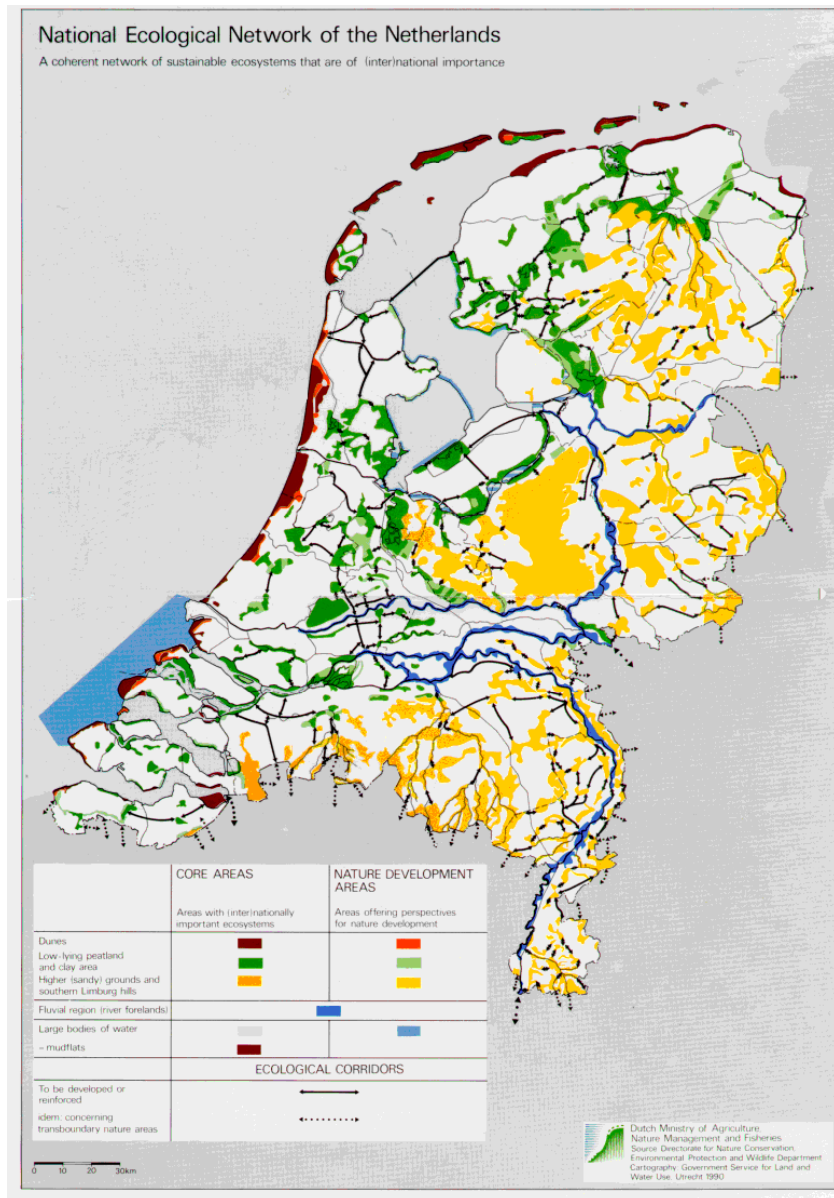 National Ecological Network of the Netherlands
A coherent network of sustainable ecosystems that are of (inter)national importance
CORE AREAS
NATURE DEVELOPMENT
AREAS
Areas with (inter)nationally
important ecosystems
Areas offering perspectives
for nature development
Dunes
Low-lying peatland
and clay area
Higher (sandy) grounds and
southern Limburg hills
Fluvial region (river forelands)
Large bodies of water
- mudflats
ECOLOGICAL CORRIDORS
To be developed or
reinforced
idem: concerning
transboundary nature areas
0 10 20 30km
Dutch Ministry of Agriculture,
Nature Management and Fisheries
Source: Directorate for Nature Conservation,
Environmental Protection and Wildlife Department
Cartography: Government Service for Land and
Water Use, Utrecht 1990